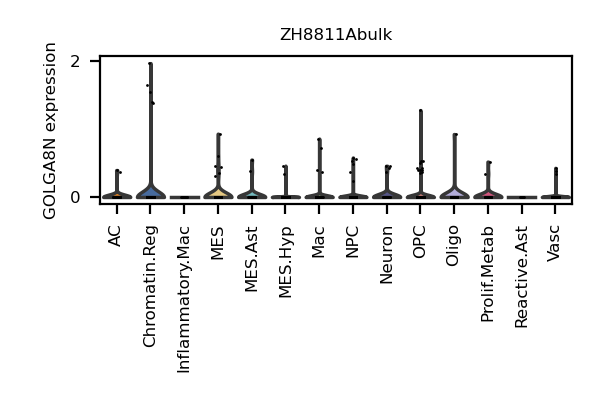 ZH8811Abulk
GOLGA8N expression
2
0
AC
Chromatin.Reg
Inflammatory.Mac
MES
MES.Ast
MES.Hyp
Mac
NPC
Neuron
OPC
Oligo
Prolif.Metab
Reactive.Ast
Vasc